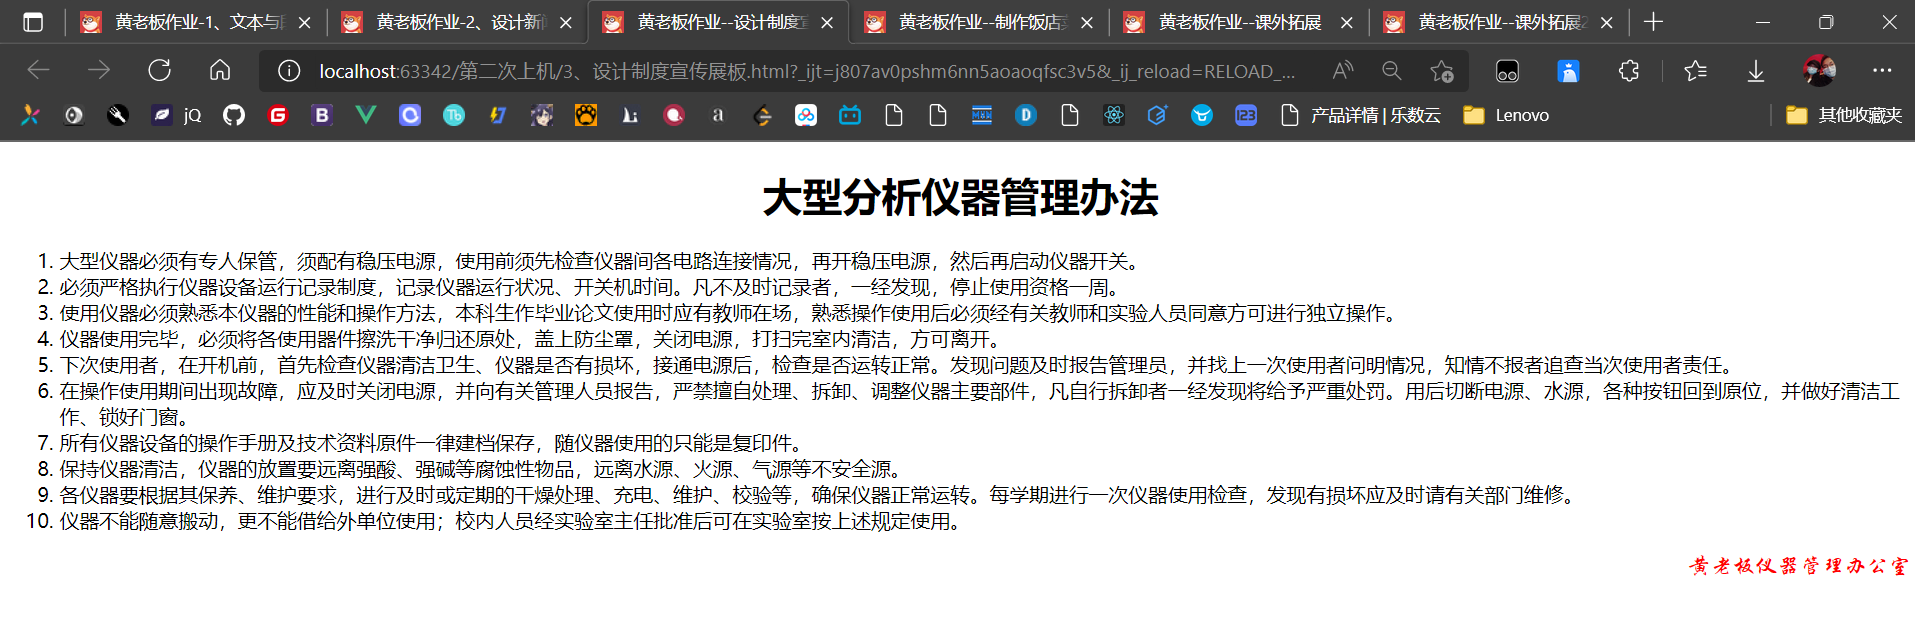 黄老板作业-1、文本与
黄老板作业-2、设计新
黄老板作业--设计制度
黄老板作业--制作饭店
黄老板作业--课外拓展
黄老板作业--课外拓展2
localhost:63342/第二次上机/3、设计制度宣传展板.html?_ijt=j807av0pshm6nn5aoaoqfsc3v5&_ij_reload=RELOAD_...
jQ
产品详情 | 乐数云
Lenovo
其他收藏夹
大型分析仪器管理办法
1. 大型仪器必须有专人保管，须配有稳压电源，使用前须先检查仪器间各电路连接情况，再开稳压电源，然后再启动仪器开关。
2. 必须严格执行仪器设备运行记录制度，记录仪器运行状况、开关机时间。凡不及时记录者，一经发现，停止使用资格一周。
3. 使用仪器必须熟悉本仪器的性能和操作方法，本科生作毕业论文使用时应有教师在场，熟悉操作使用后必须经有关教师和实验人员同意方可进行独立操作。
4. 仪器使用完毕，必须将各使用器件擦洗干净归还原处，盖上防尘罩，关闭电源，打扫完室内清洁，方可离开。
5. 下次使用者，在开机前，首先检查仪器清洁卫生、仪器是否有损坏，接通电源后，检查是否运转正常。发现问题及时报告管理员，并找上一次使用者问明情况，知情不报者追查当次使用者责任。
6. 在操作使用期间出现故障，应及时关闭电源，并向有关管理人员报告，严禁擅自处理、拆卸、调整仪器主要部件，凡自行拆卸者一经发现将给予严重处罚。用后切断电源、水源，各种按钮回到原位，并做好清洁工
作、锁好门窗。
7. 所有仪器设备的操作手册及技术资料原件一律建档保存，随仪器使用的只能是复印件。
8. 保持仪器清洁，仪器的放置要远离强酸、强碱等腐蚀性物品，远离水源、火源、气源等不安全源。
9. 各仪器要根据其保养、维护要求，进行及时或定期的干燥处理、充电、维护、校验等，确保仪器正常运转。每学期进行一次仪器使用检查，发现有损坏应及时请有关部门维修。
10. 仪器不能随意搬动，更不能借给外单位使用；校内人员经实验室主任批准后可在实验室按上述规定使用。
黄老板仪器管理办公室